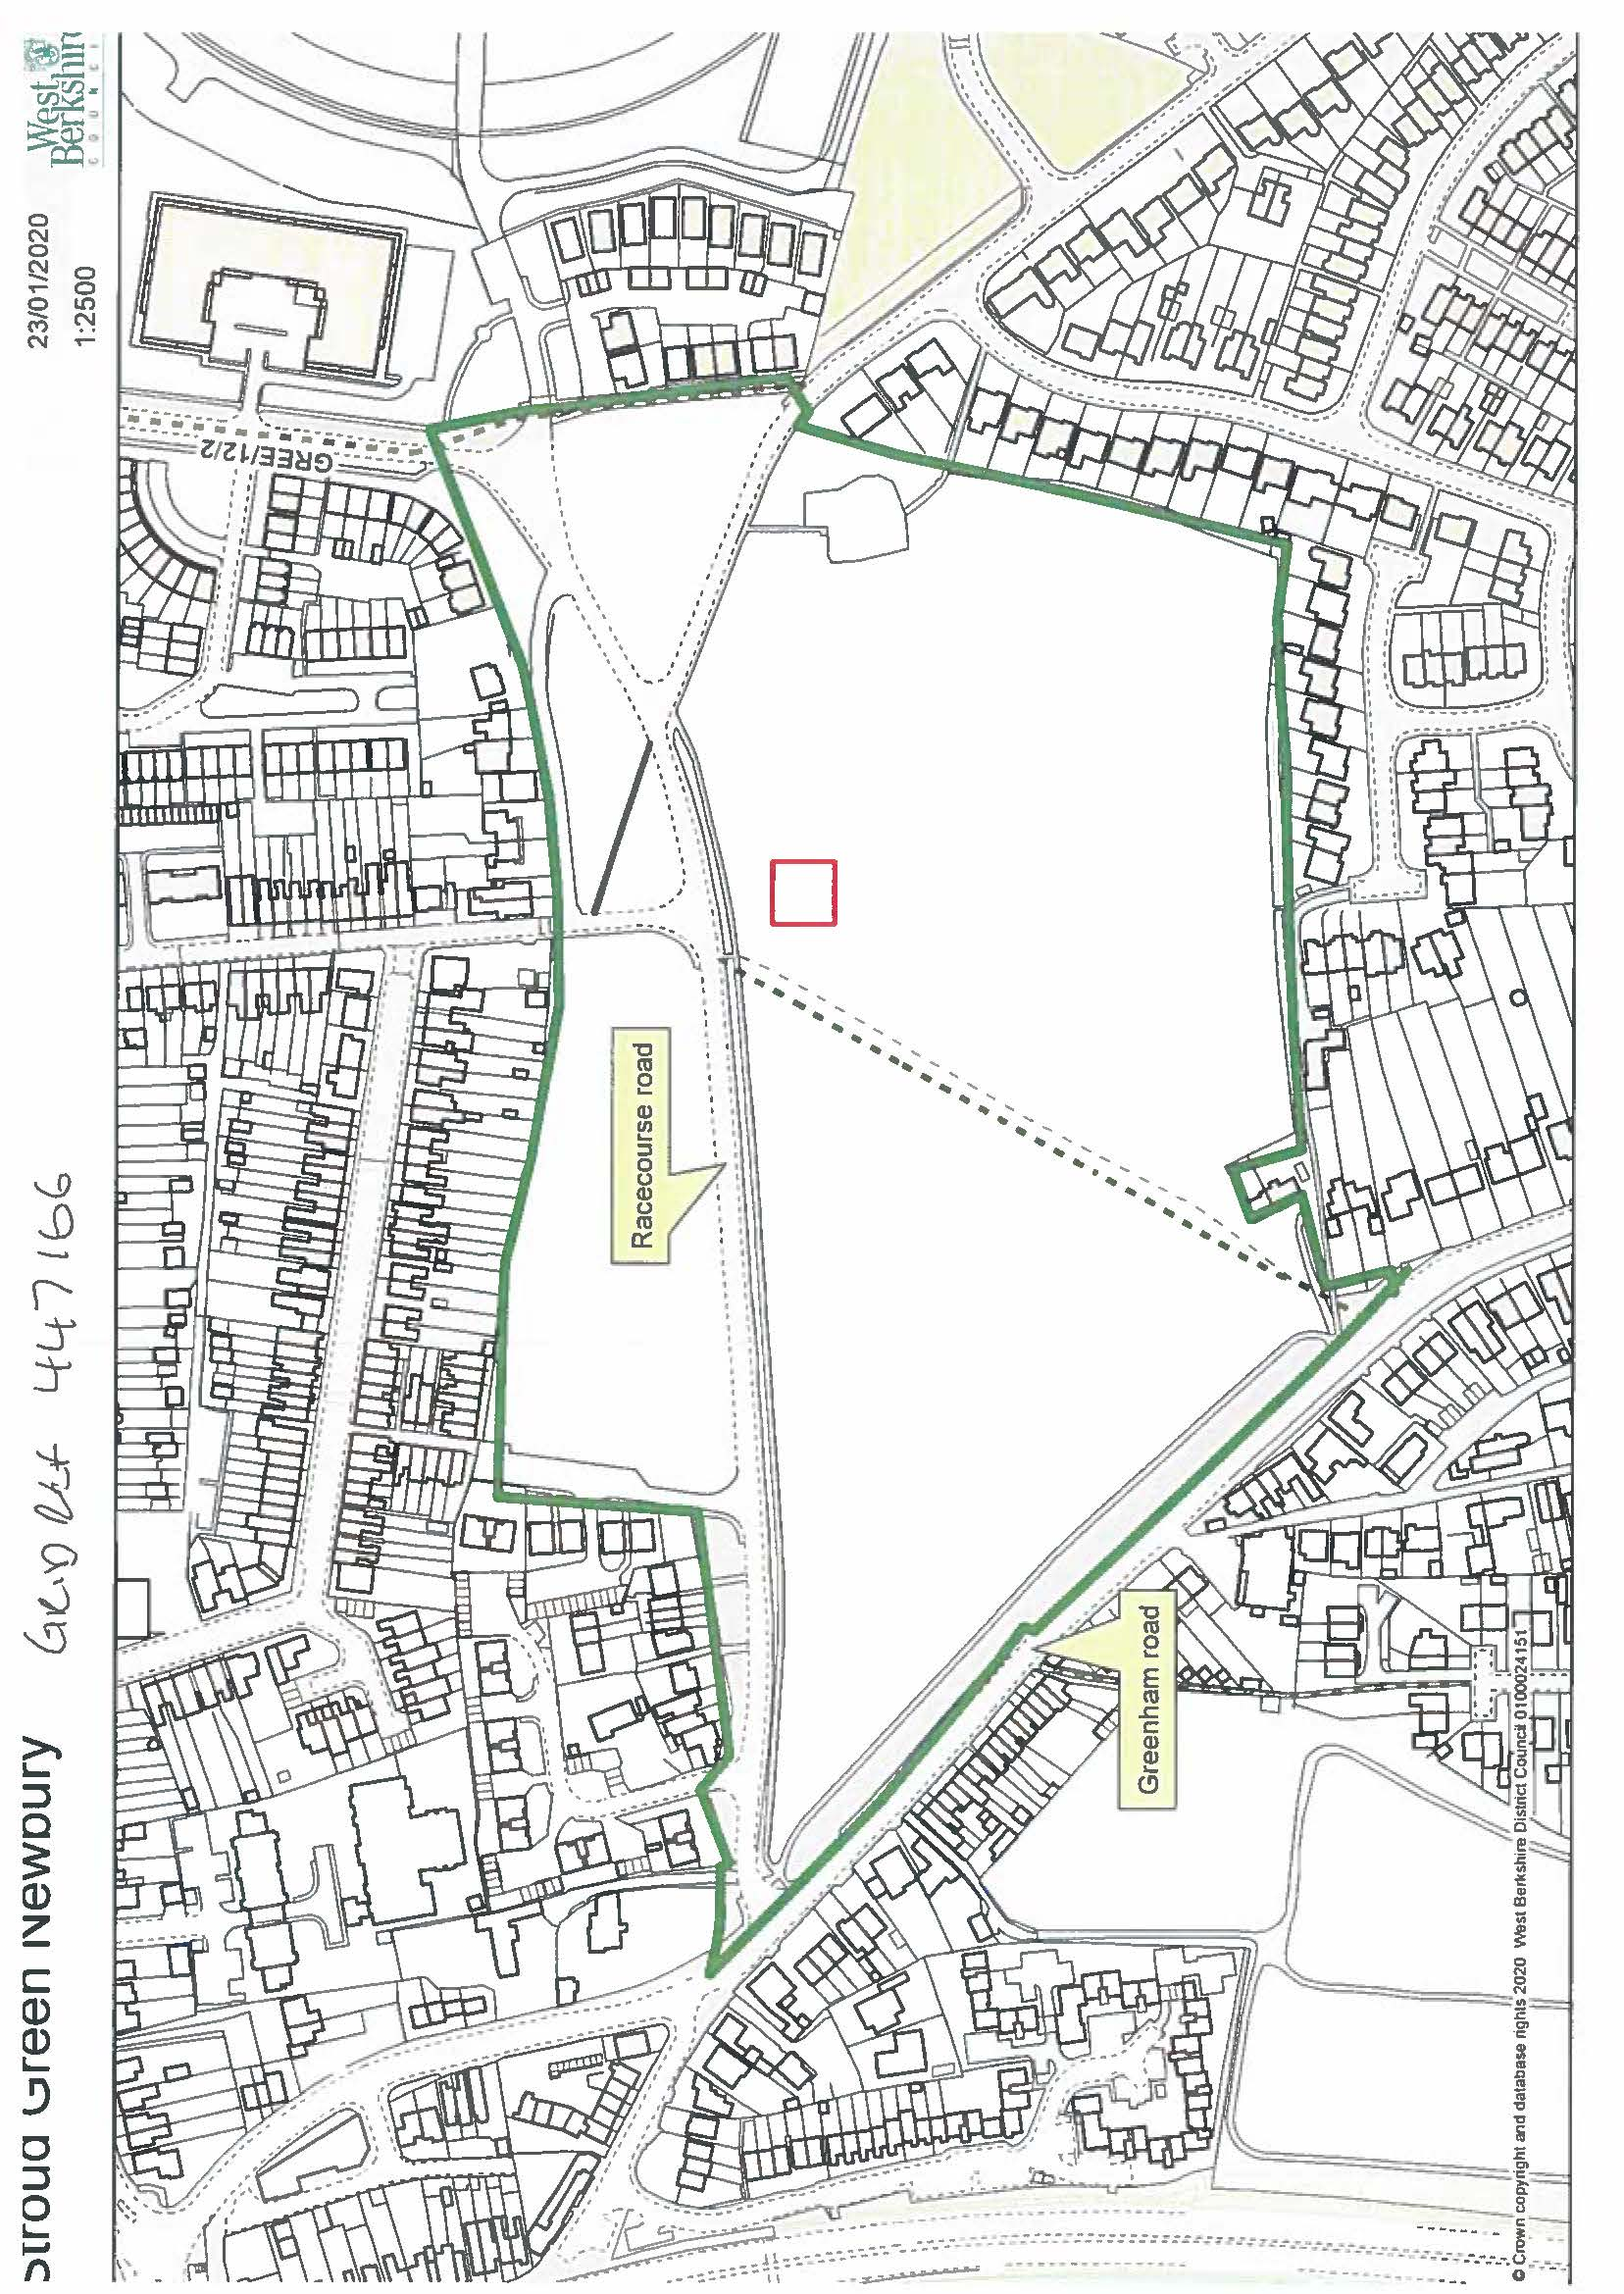 Stroud Green Newbury
GRID REF 447166
23/01/2020
1:2500
West
Berkshire
COUNCIL
GREE/12/2
Racecourse road
Greenham road
© Crown copyright and database rights 2020 West Berkshire District Council 0100024151